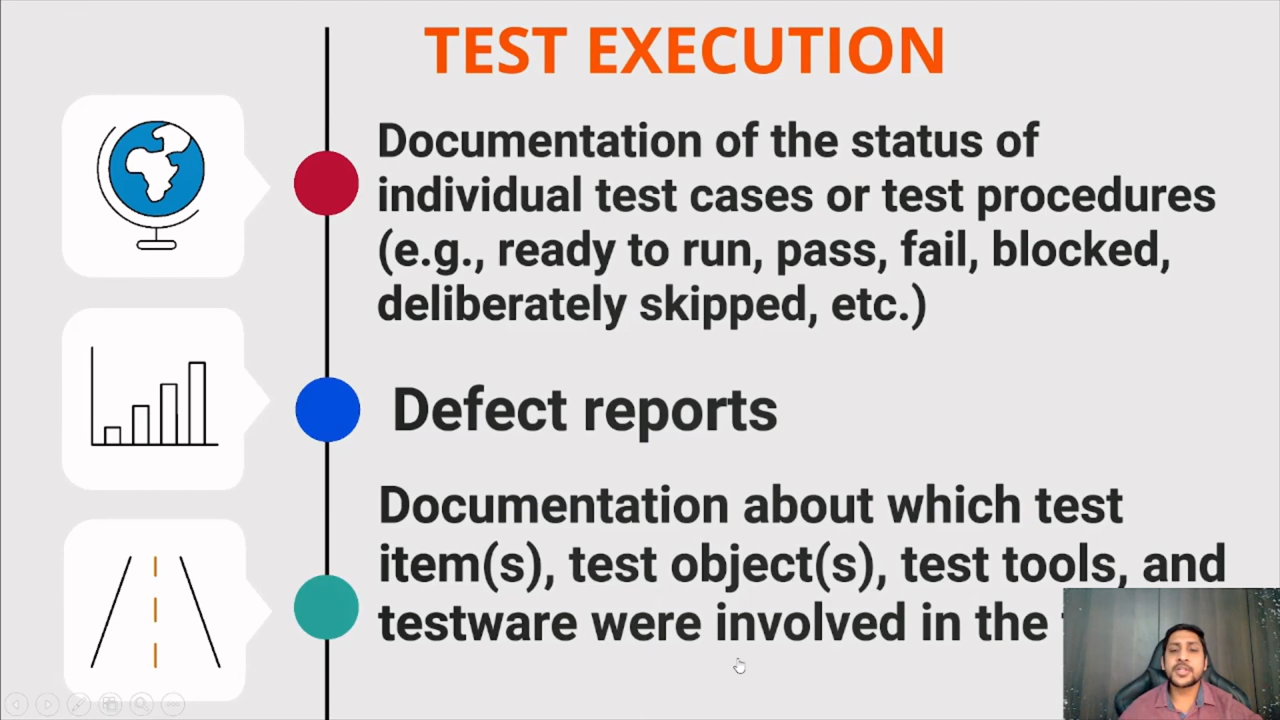 TEST EXECUTION
Documentation of the status of
individual test cases or test procedures
(e.g., ready to run, pass, fail, blocked,
deliberately skipped, etc.)
Defect reports
Documentation about which test
item(s), test object(s), test tools, and
testware were involved in the